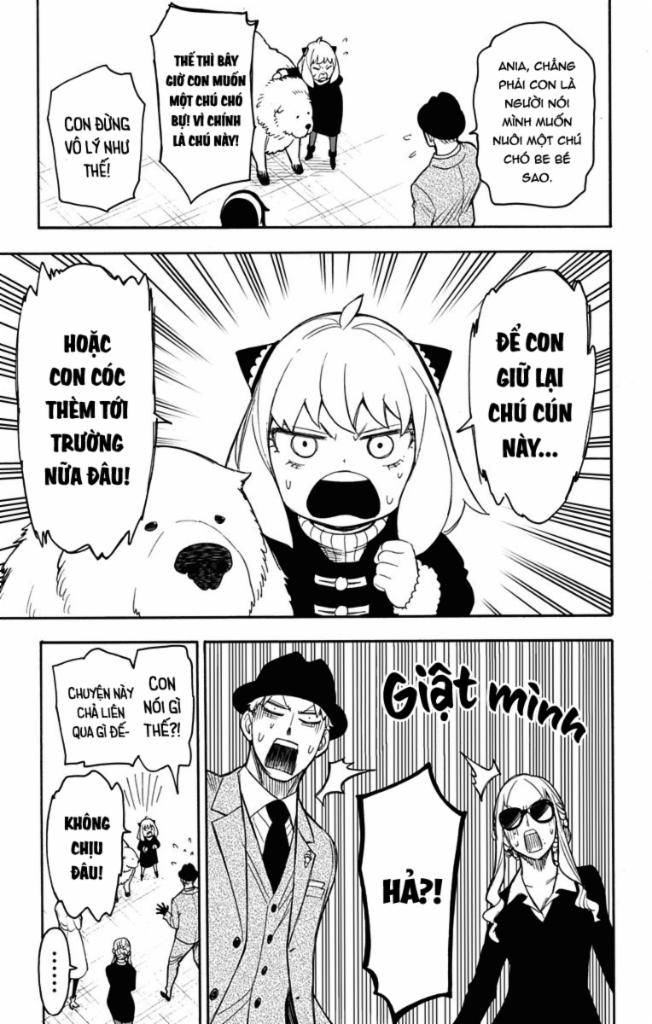 ANIA, CHẲNG
PHẢI CON LÀ
NGƯỜI NÓI
MÌNH MUỐN
NUÔI MỘT CHÚ
CHÓ BE BÉ
SAO.
THẾ THÌ BÂY
GIỜ CON MUỐN
MỘT CHÚ CHÓ
BỰ! VÌ CHÍNH
LÀ CHÚ NÀY!
CON ĐỪNG
VÔ LÝ NHƯ
THẾ!
ĐỂ CON
GIỮ LẠI
CHÚ CÚN
NÀY...
HOẶC
CON CÓC
THÈM TỚI
TRƯỜNG
NỮA ĐÂU!
Giật mình
HẢ?!
CON
NÓI GÌ
THẾ?!
CHUYỆN NÀY
CHẢ LIÊN
QUA GÌ ĐẾ-
KHÔNG
CHỊU
ĐÂU!
......